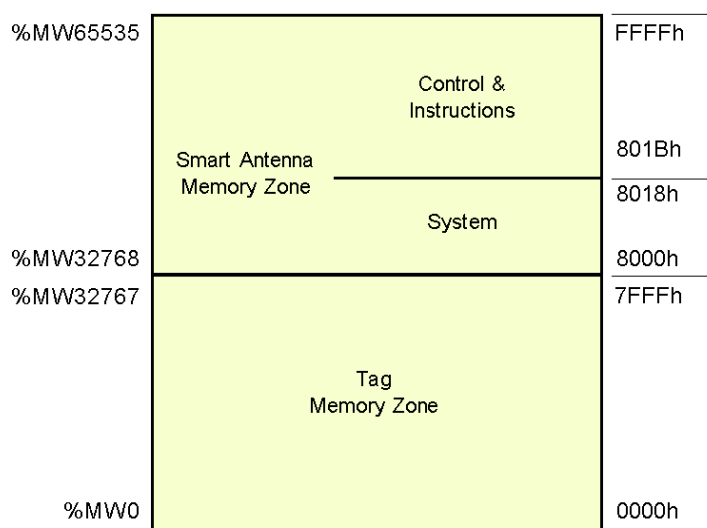 %MW65535
FFFFh
Control &
Instructions
801Bh
Smart Antenna
Memory Zone
8018h
System
%MW32768
8000h
%MW32767
7FFFh
Tag
Memory Zone
%MW0
0000h